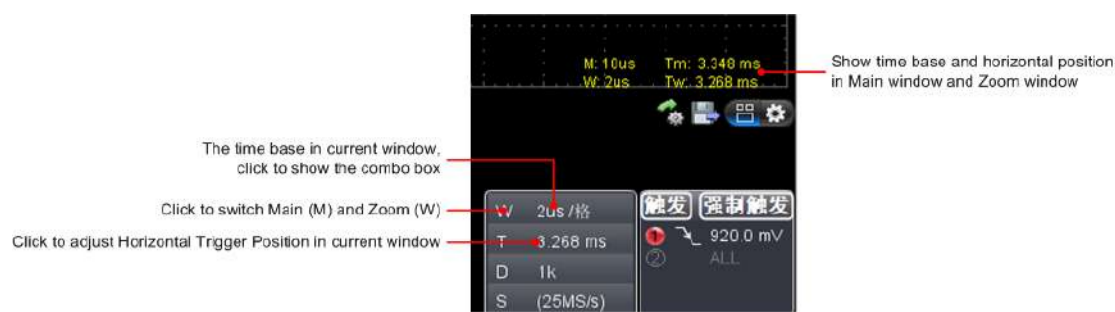 M: 10us Tm: 3.348 ms
W: 2us Tw: 3.268 ms
Show time base and horizontal position
in Main window and Zoom window
The time base in current window,
click to show the combo box
Click to switch Main (M) and Zoom (W)
Click to adjust Horizontal Trigger Position in current window
W 2us /格
T 3.268 ms
D 1k
S (25MS/s)
触发 强制触发
1 920.0 mV
2 ALL